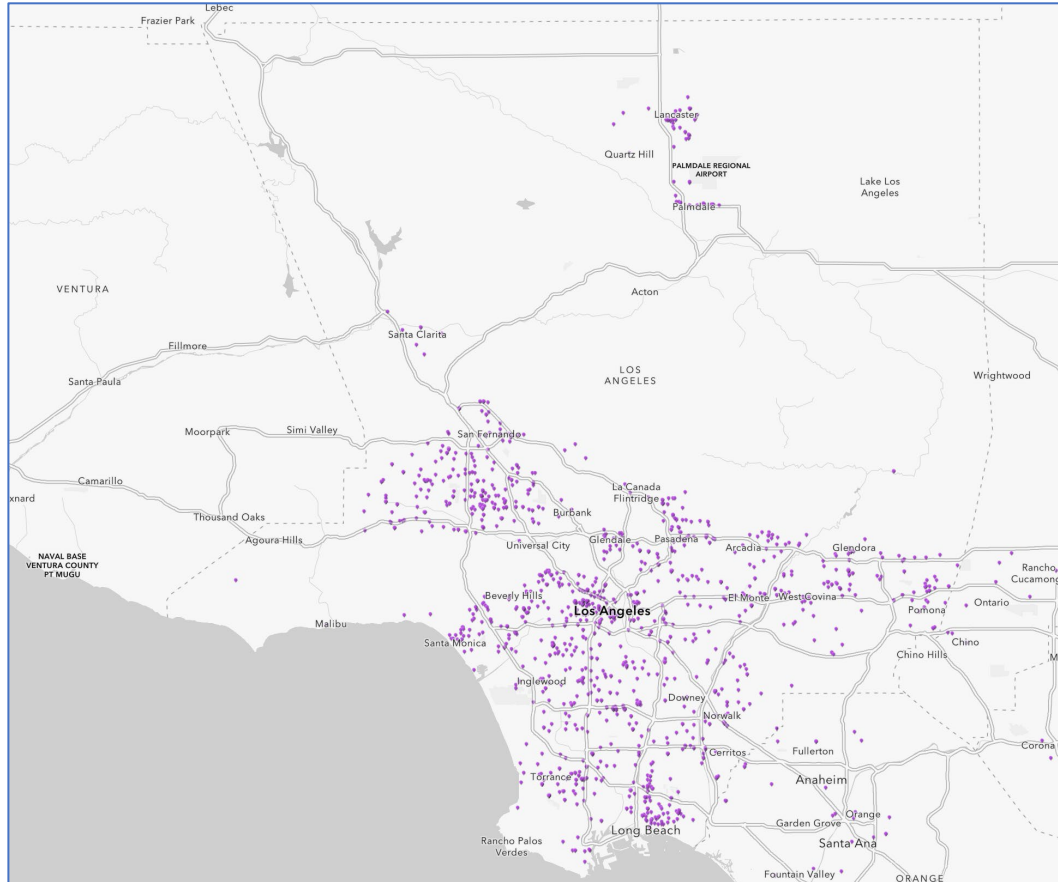 Lebec
Frazier Park
Lancaster
Quartz Hill
PALMDALE REGIONAL
AIRPORT
Lake Los
Angeles
Palmdale
VENTURA
Acton
Santa Clarita
Fillmore
LOS
ANGELES
Wrightwood
Santa Paula
Moorpark
Simi Valley
San Fernando
Camarillo
La Canada
Flintridge
xnard
Thousand Oaks
Burbank
Agoura Hills
Universal City
Glendale
Pasadena
Arcadia
Glendora
NAVAL BASE
VENTURA COUNTY
PT MUGU
Rancho
Cucamong
Beverly Hills
El Monte
West Covina
Ontario
Los Angeles
Pomona
Malibu
Santa Monica
Chino
Chino Hills
M
Inglewood
Downey
Norwalk
Cerritos
Fullerton
Corona
Torrance
Anaheim
Orange
Garden Grove
Long Beach
Rancho Palos
Verdes
Santa Ana
Fountain Valley
ORANGE